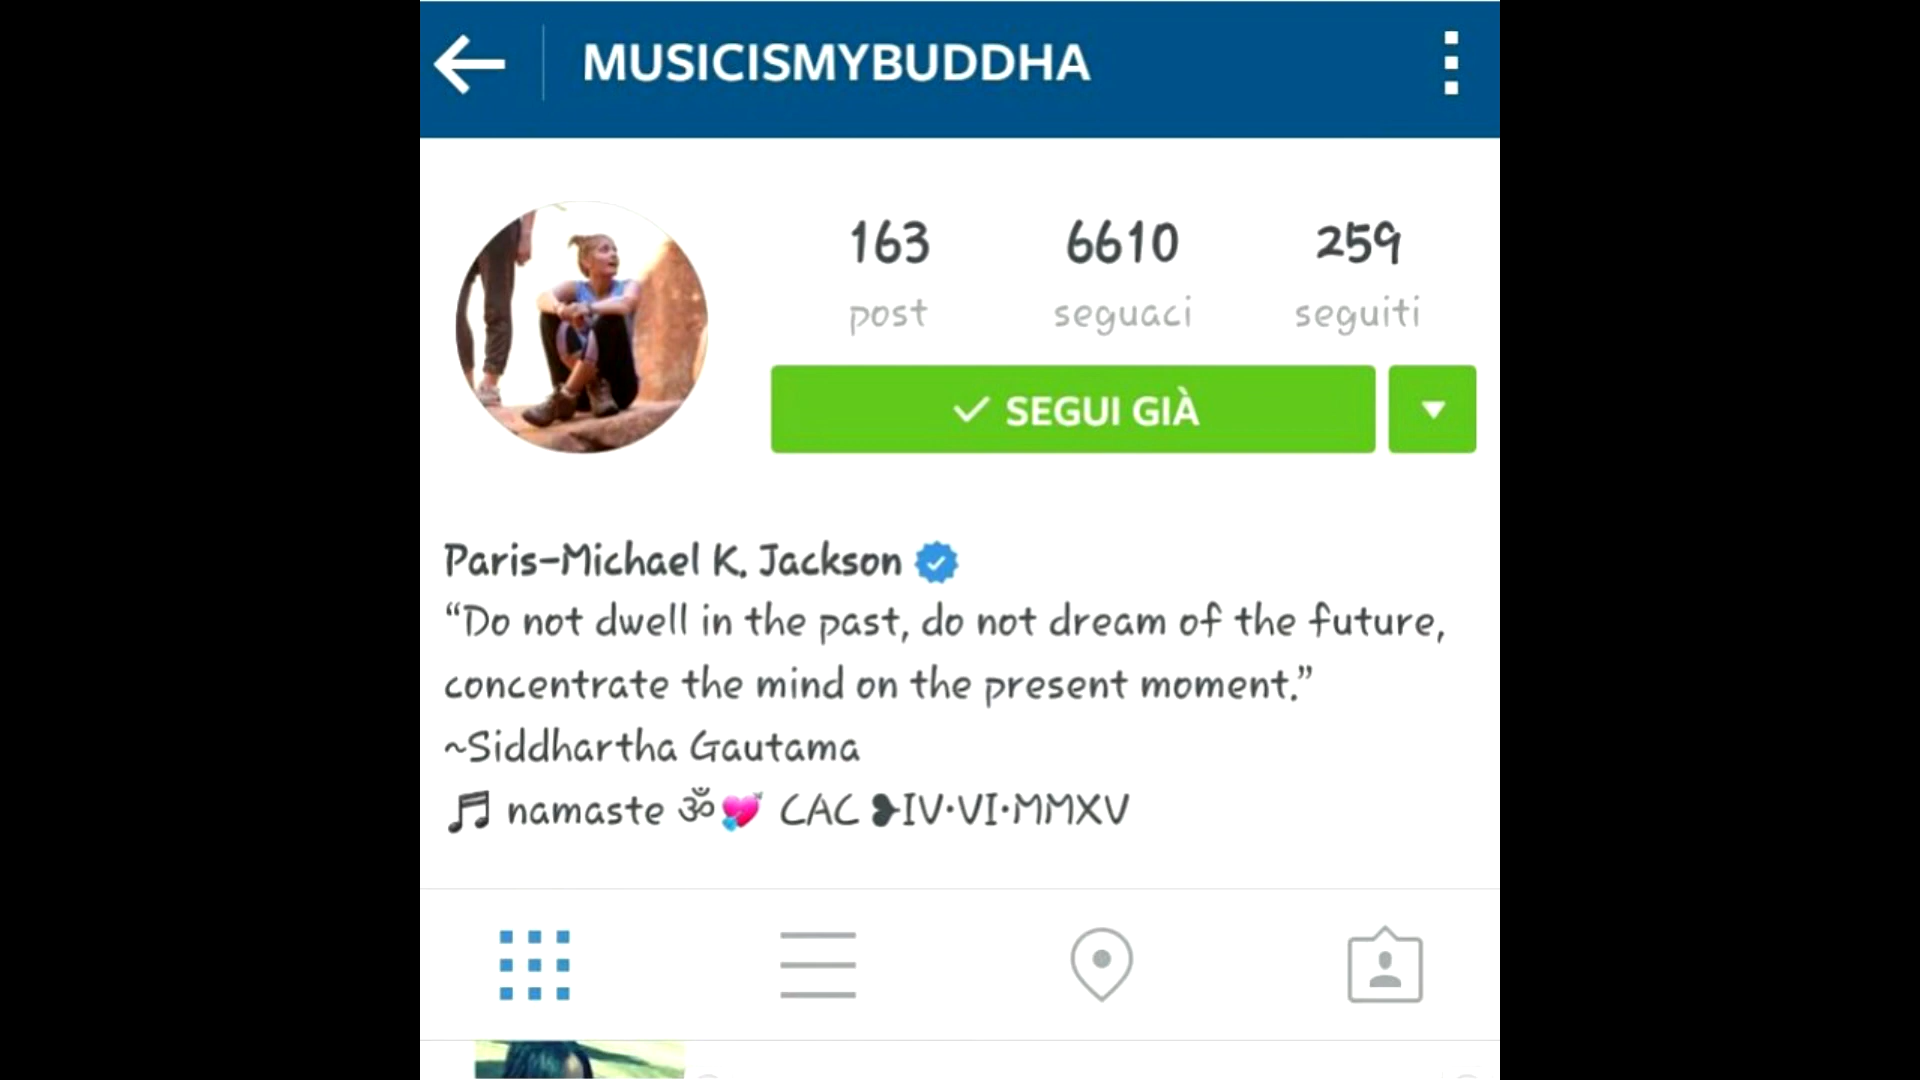 MUSICISMYBUDDHA
163 6610 259
post seguaci seguiti
✓ SEGUI GIÀ
Paris-Michael K. Jackson
“Do not dwell in the past, do not dream of the future,
concentrate the mind on the present moment.”
~Siddhartha Gautama
🎵 namaste ॐ💘 CAC ❥IV•VI•MMXV